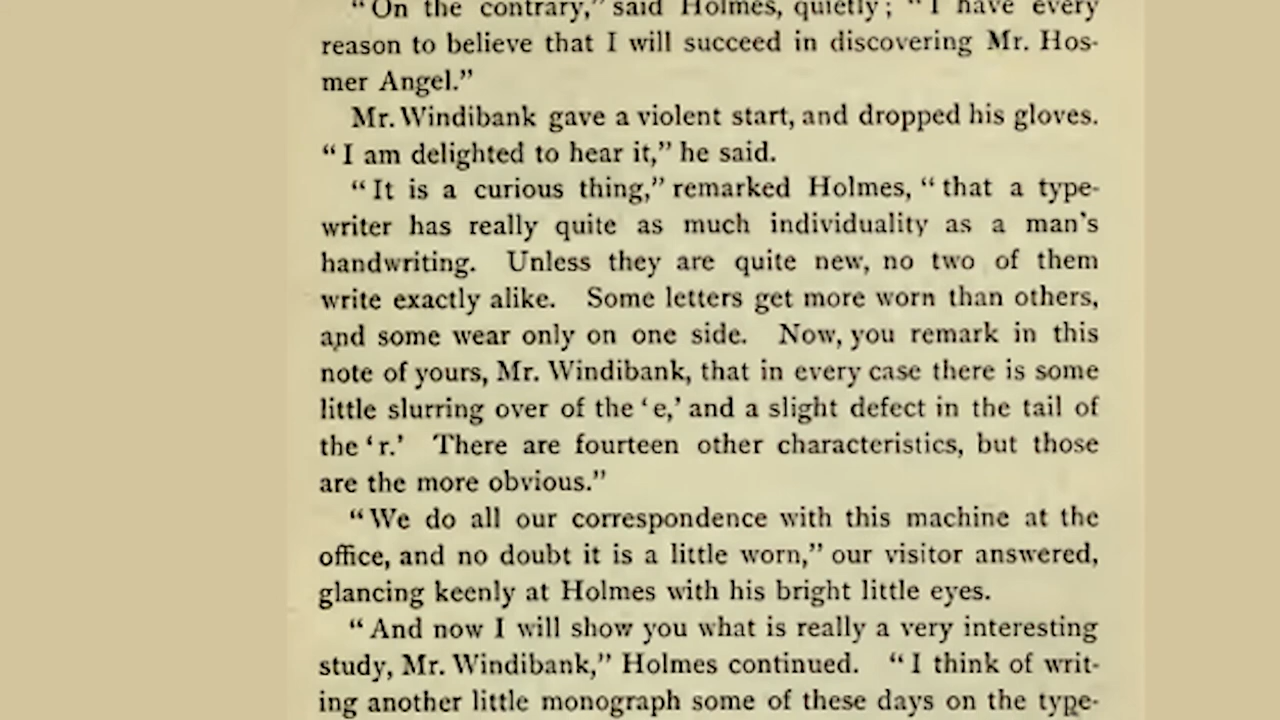 “On the contrary,” said Holmes, quietly; “I have every
reason to believe that I will succeed in discovering Mr. Hos-
mer Angel.”
Mr. Windibank gave a violent start, and dropped his gloves.
“I am delighted to hear it,” he said.
“It is a curious thing,” remarked Holmes, “that a type-
writer has really quite as much individuality as a man’s
handwriting. Unless they are quite new, no two of them
write exactly alike. Some letters get more worn than others,
and some wear only on one side. Now, you remark in this
note of yours, Mr. Windibank, that in every case there is some
little slurring over of the ‘e,’ and a slight defect in the tail of
the ‘r.’ There are fourteen other characteristics, but those
are the more obvious.”
“We do all our correspondence with this machine at the
office, and no doubt it is a little worn,” our visitor answered,
glancing keenly at Holmes with his bright little eyes.
“And now I will show you what is really a very interesting
study, Mr. Windibank,” Holmes continued. “I think of writ-
ing another little monograph some of these days on the type-